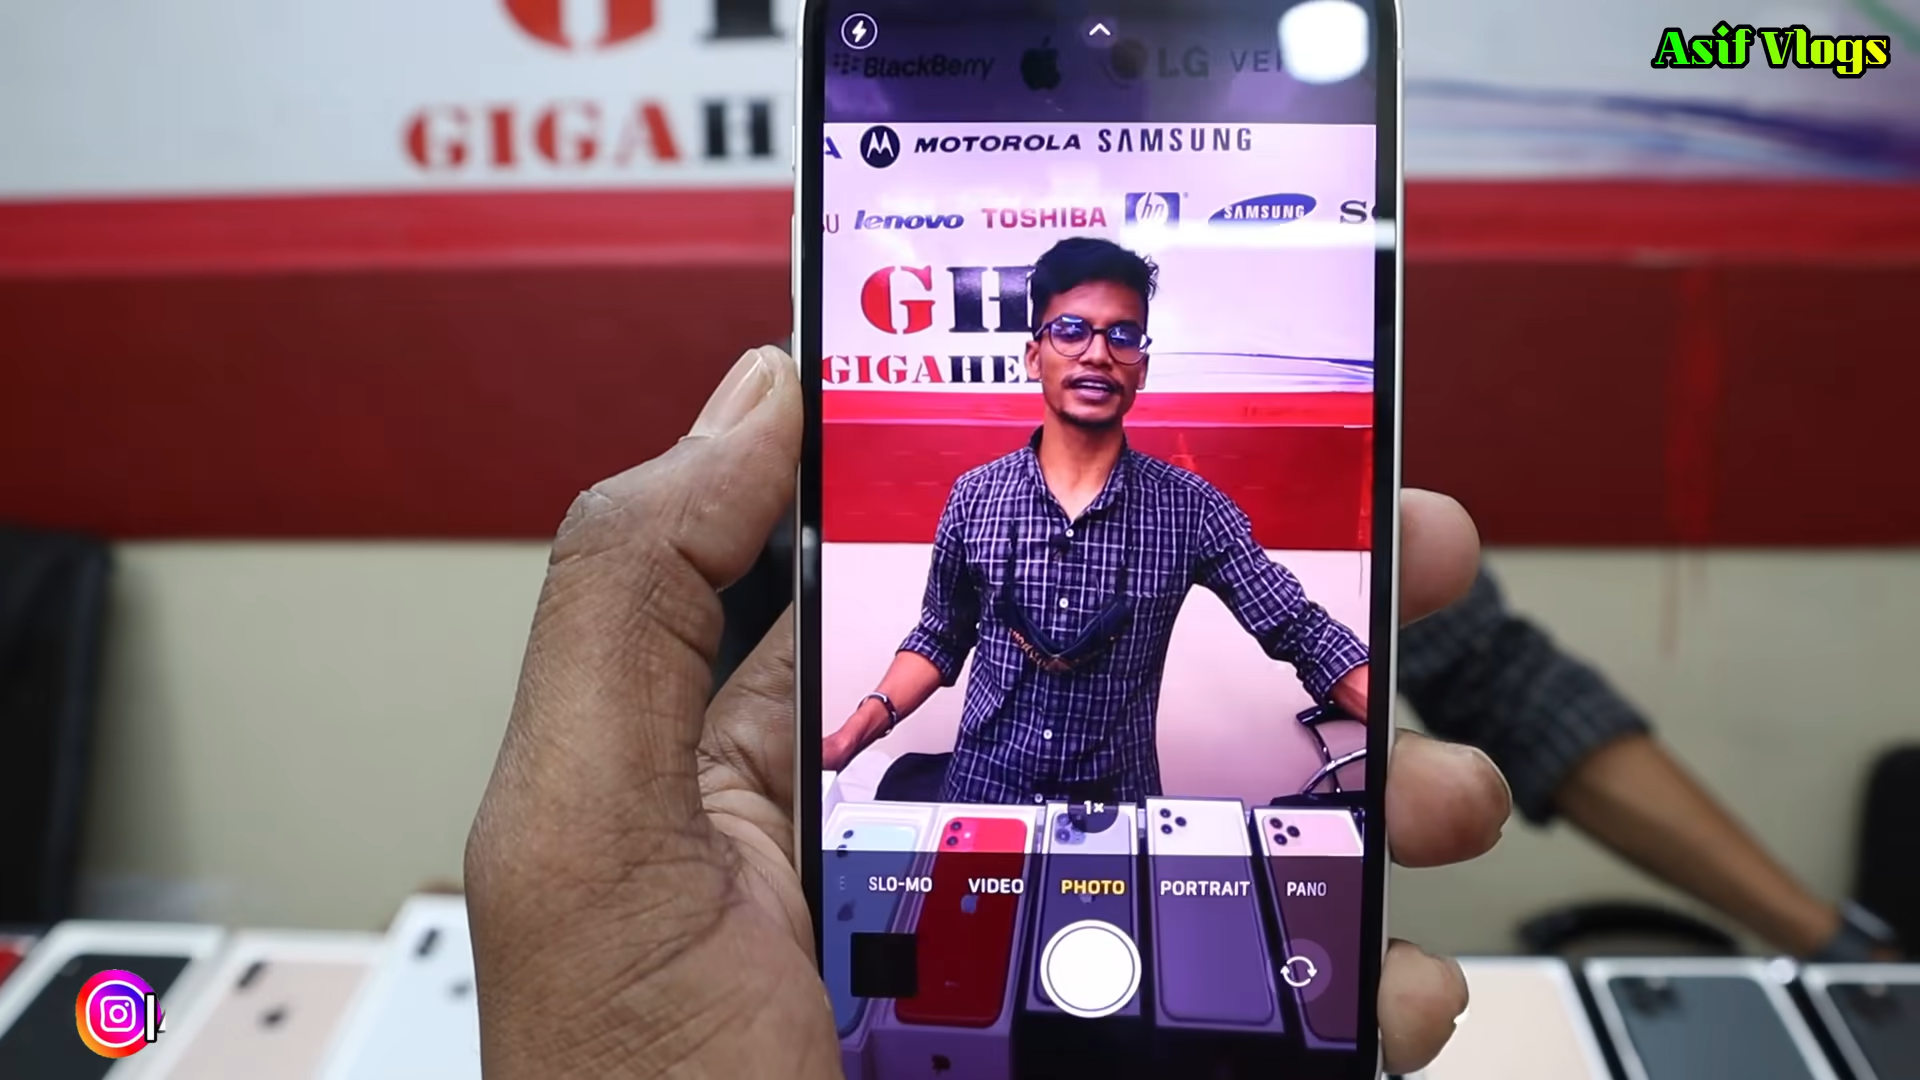 Asif Vlogs
BlackBerry LG
MOTOROLA SAMSUNG
lenovo TOSHIBA hp SAMSUNG
GH
GIGAH
GIGAHE
1×
SLO-MO VIDEO PHOTO PORTRAIT PANO